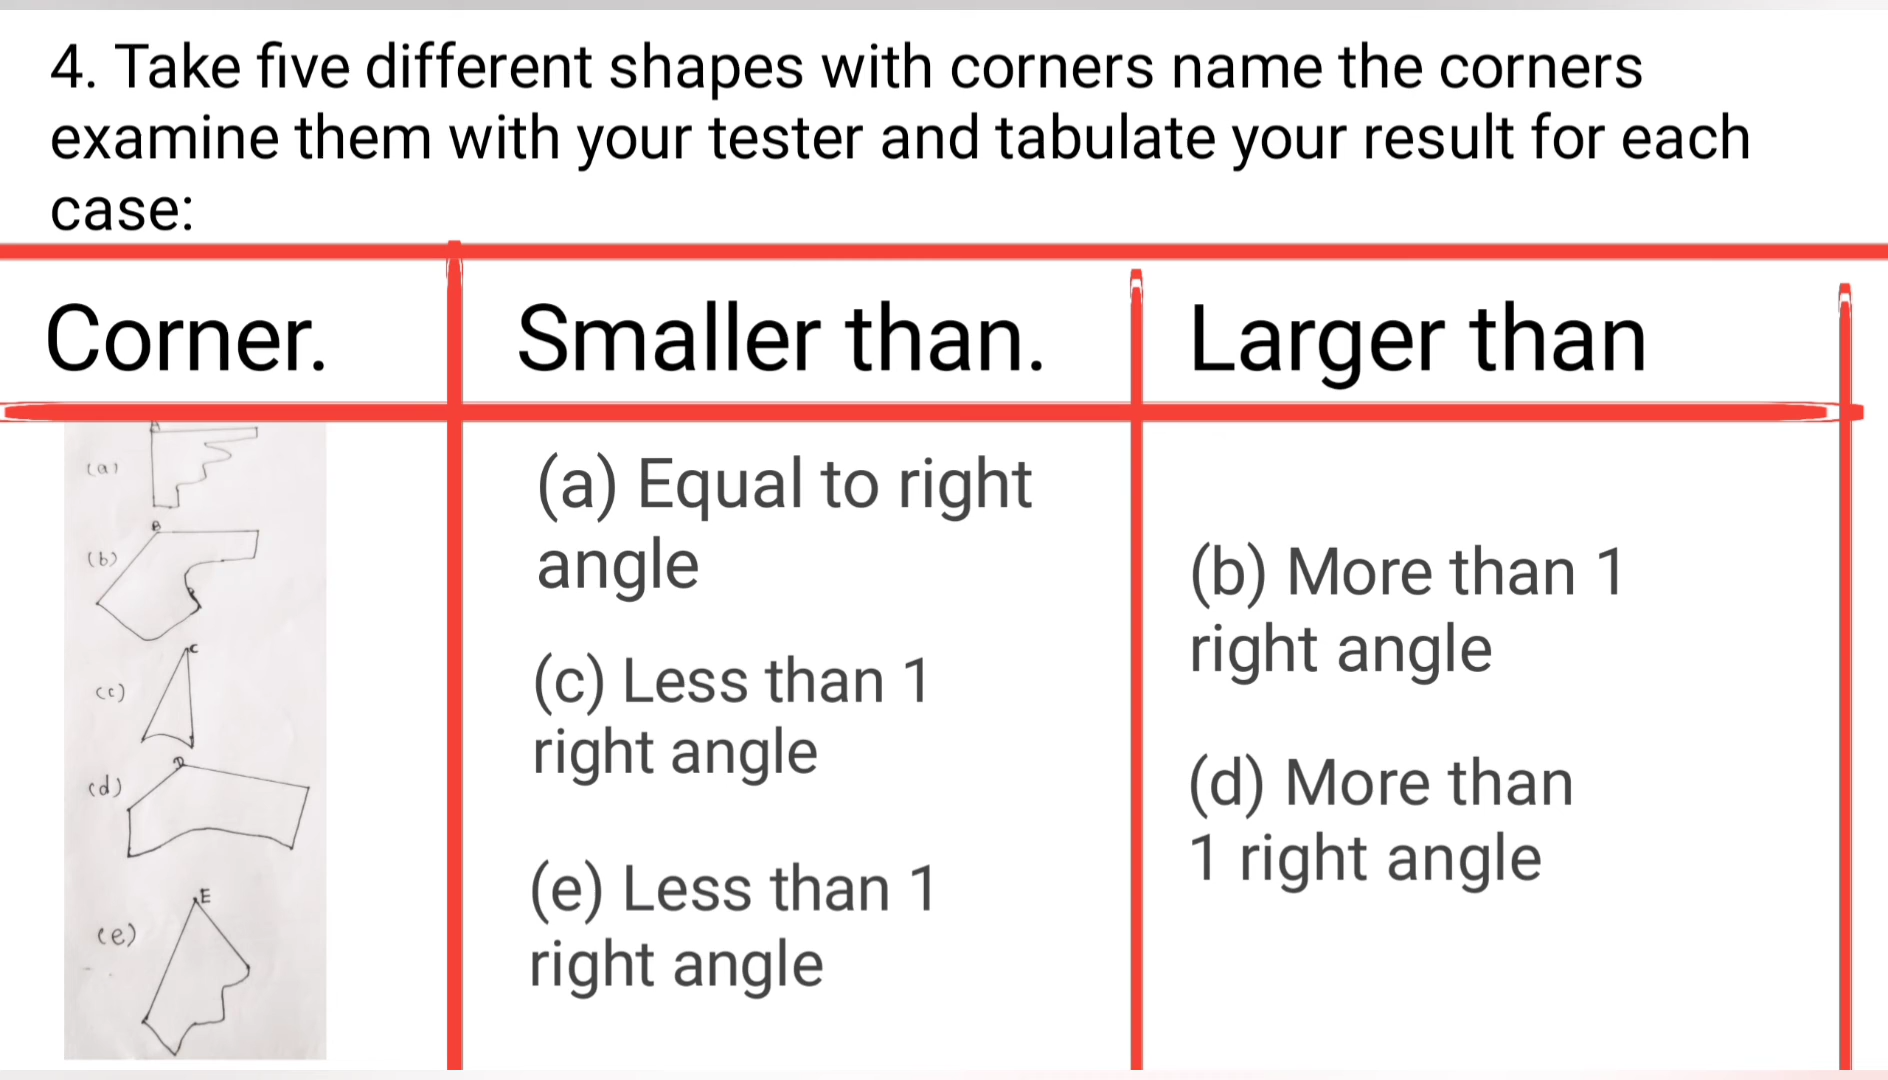 4. Take five different shapes with corners name the corners
examine them with your tester and tabulate your result for each
case:
Corner.
Smaller than.
Larger than
A
(a)
B
(b)
C
(c)
D
(d)
E
(e)
(a) Equal to right
angle
(c) Less than 1
right angle
(e) Less than 1
right angle
(b) More than 1
right angle
(d) More than
1 right angle